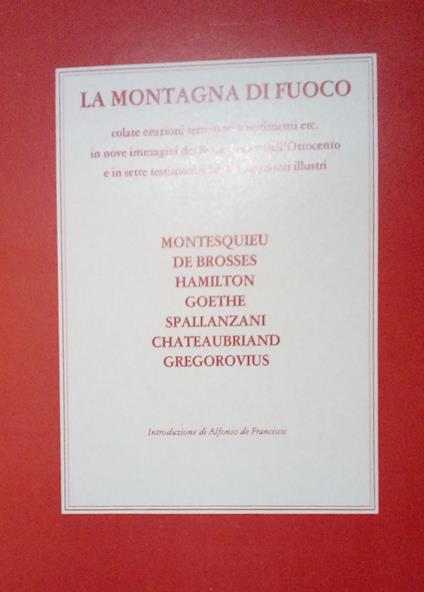 LA MONTAGNA DI FUOCO
colate eruzioni etc.
in nove immagini dell'Ottocento
e in sette illustri
MONTESQUIEU
DE BROSSES
HAMILTON
GOETHE
SPALLANZANI
CHATEAUBRIAND
GREGOROVIUS
Introduzione di Alfonso de Franciscis